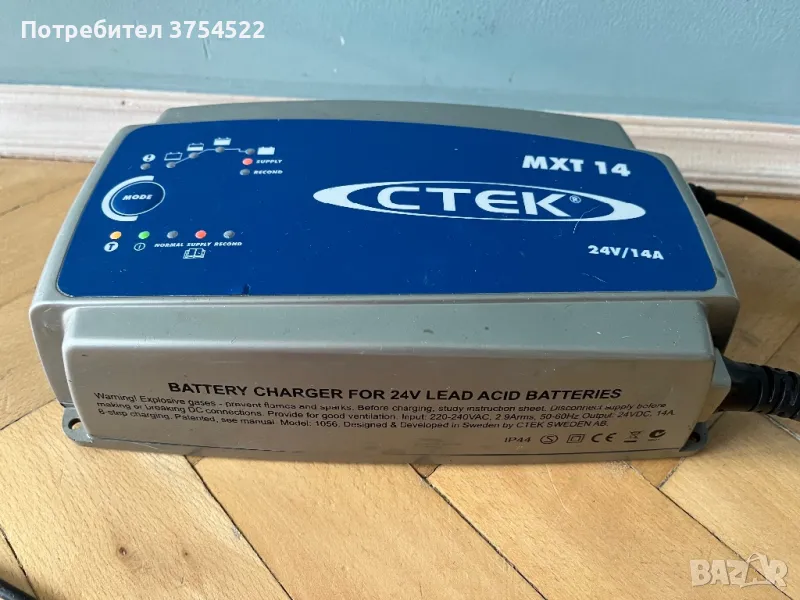 Потребител 3754522
MXT 14
SUPPLY
RECOND
MODE
CTEK®
24V/14A
T
NORMAL SUPPLY RECOND
BATTERY CHARGER FOR 24V LEAD ACID BATTERIES
Warning! Explosive gases - prevent flames and sparks. Before charging, study instruction sheet. Disconnect supply before
making or breaking DC connections. Provide for good ventilation. Input: 220-240VAC, 2.9Arms, 50-60Hz Output: 24VDC, 14A.
8-step charging. Patented, see manual. Model: 1056. Designed & Developed in Sweden by CTEK SWEDEN AB.
IP44 S CE
BAZAR